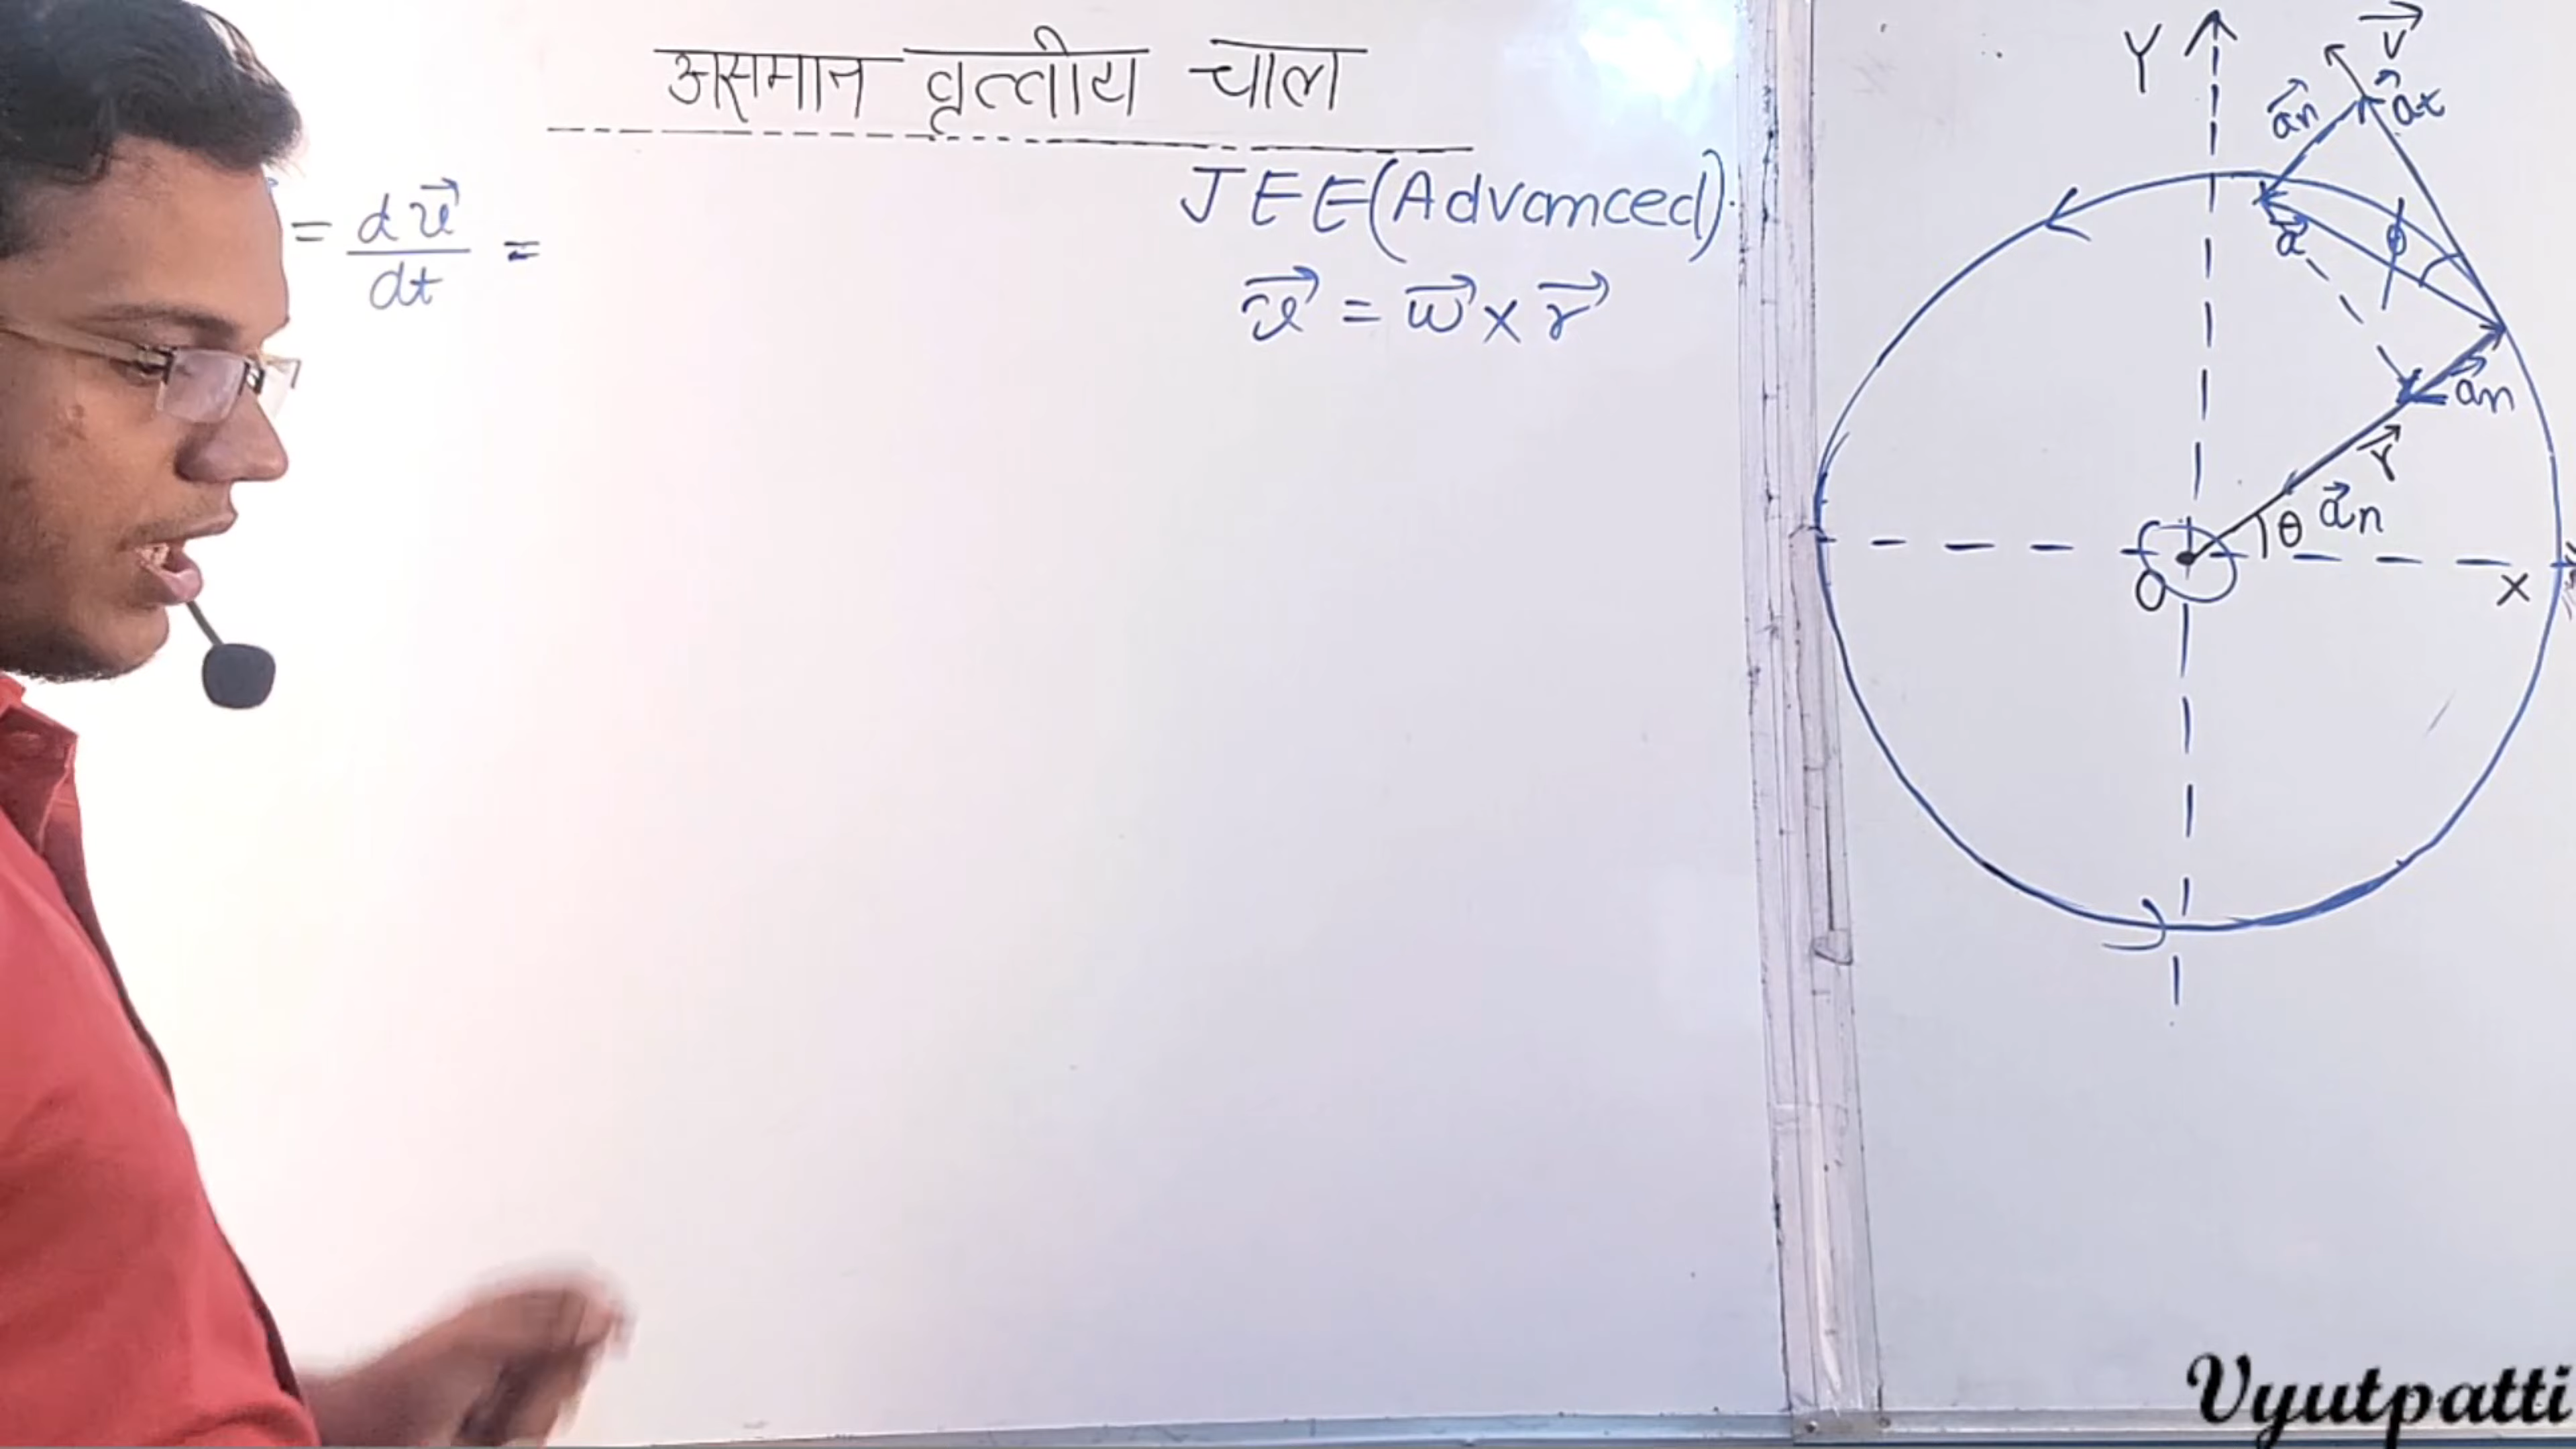 असमान वृत्तीय चाल
JEE(Advanced)
= d𝑣⃗/dt =
𝑣⃗ = ω⃗ × r⃗
Y
v⃗
a⃗n
a⃗t
a⃗
ϕ
a⃗n
r⃗
θ
a⃗n
O
X
Vyutpatti